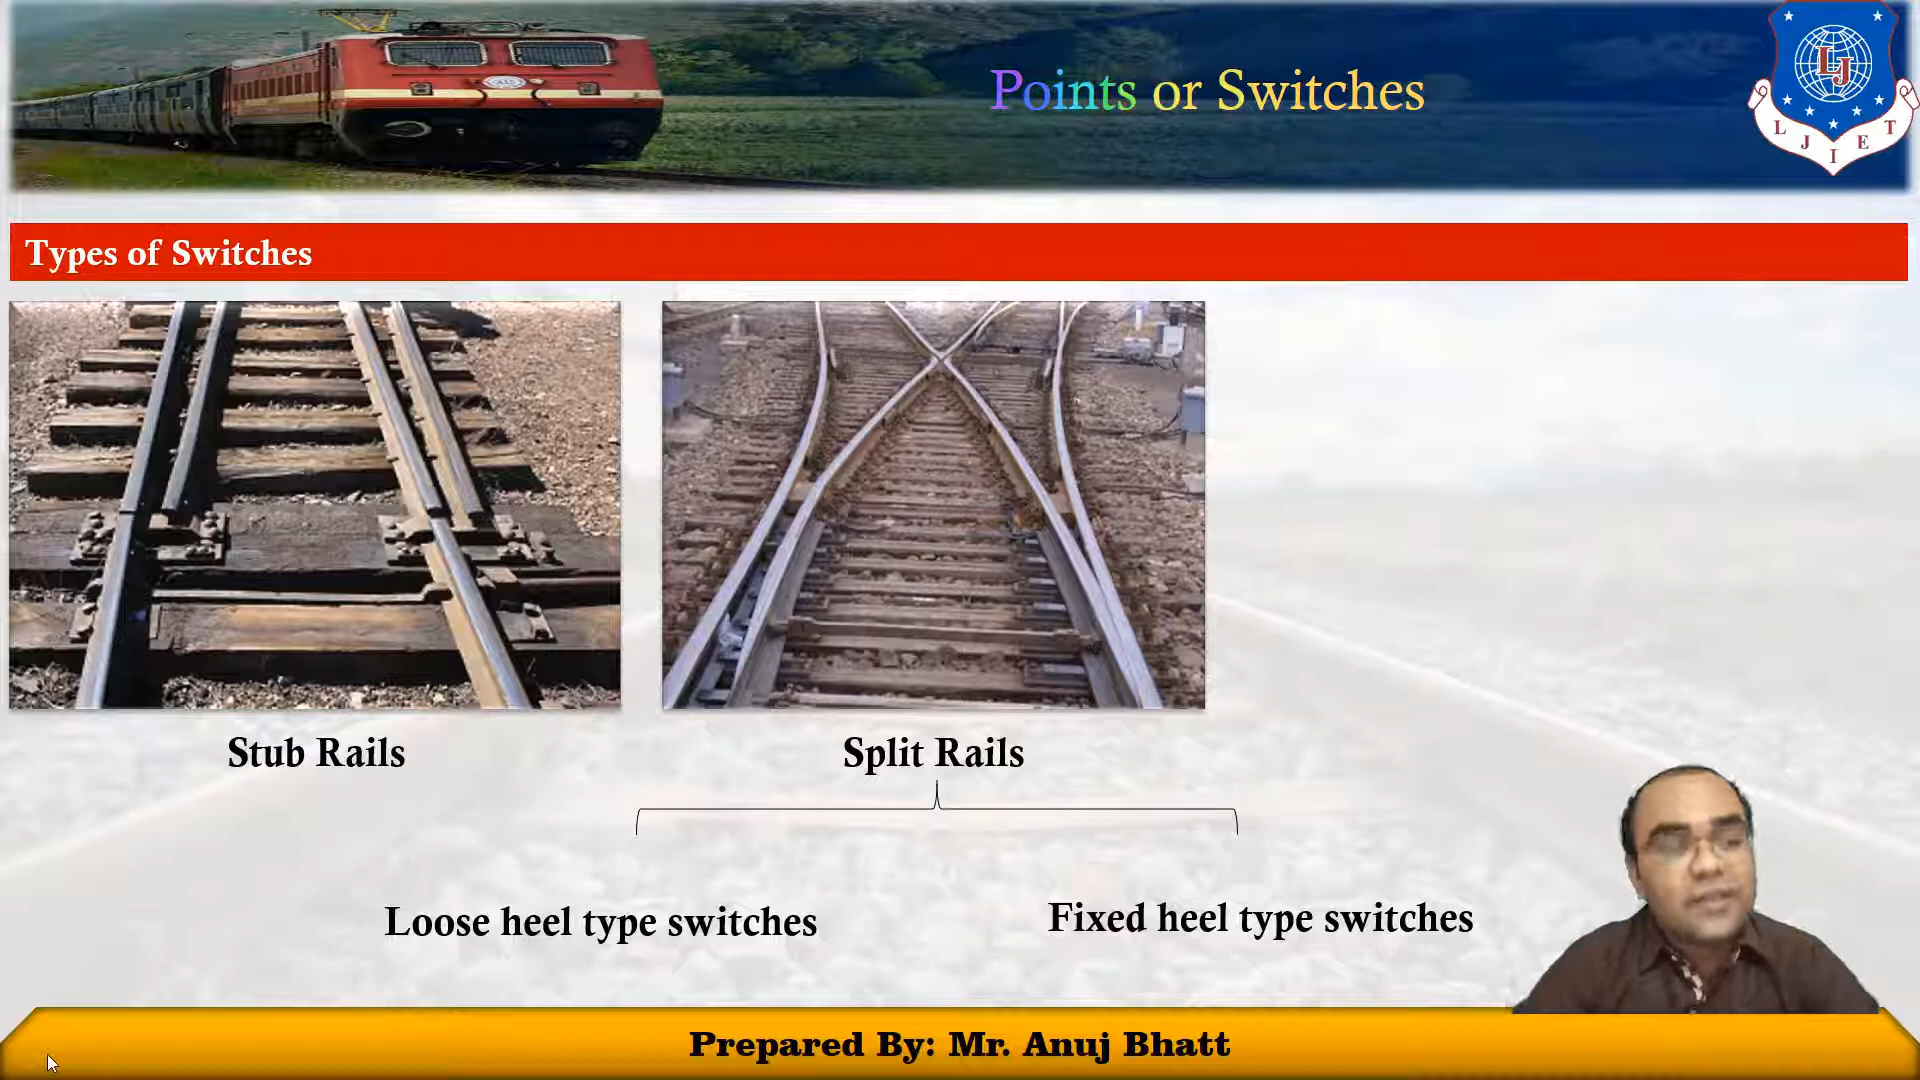 Points or Switches
LJ
L J I E T
Types of Switches
Stub Rails
Split Rails
Loose heel type switches
Fixed heel type switches
Prepared By: Mr. Anuj Bhatt